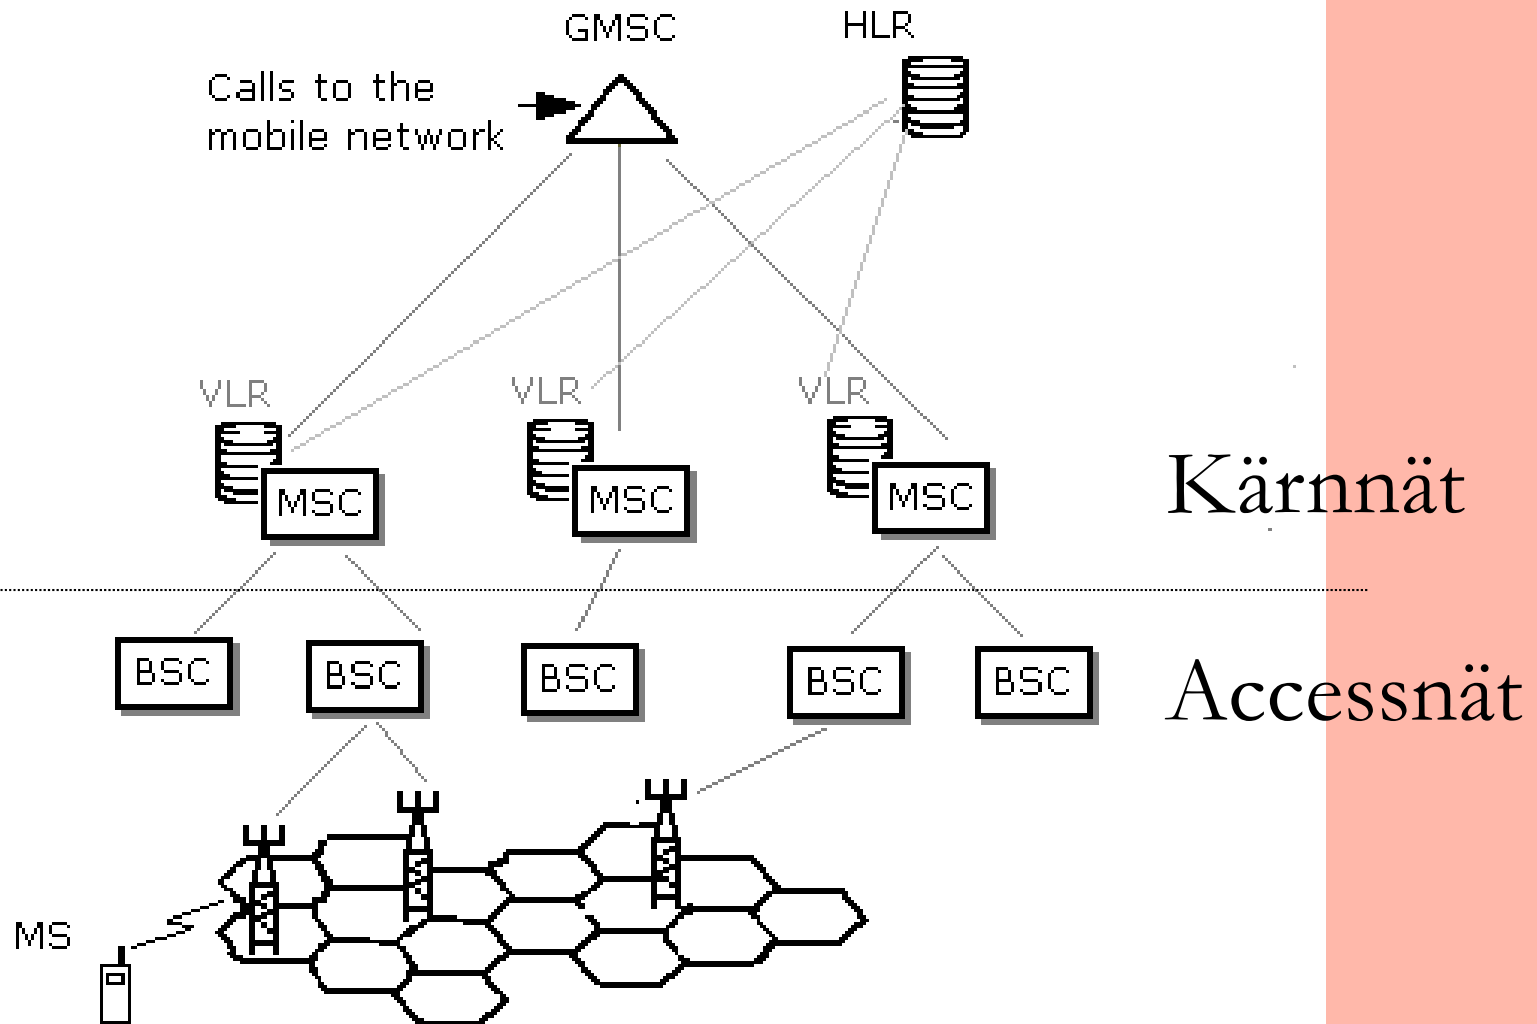 GMSC
HLR
Calls to the
mobile network
VLR
VLR
VLR
MSC
MSC
MSC
Kärnnät
BSC
BSC
BSC
BSC
BSC
Accessnät
MS